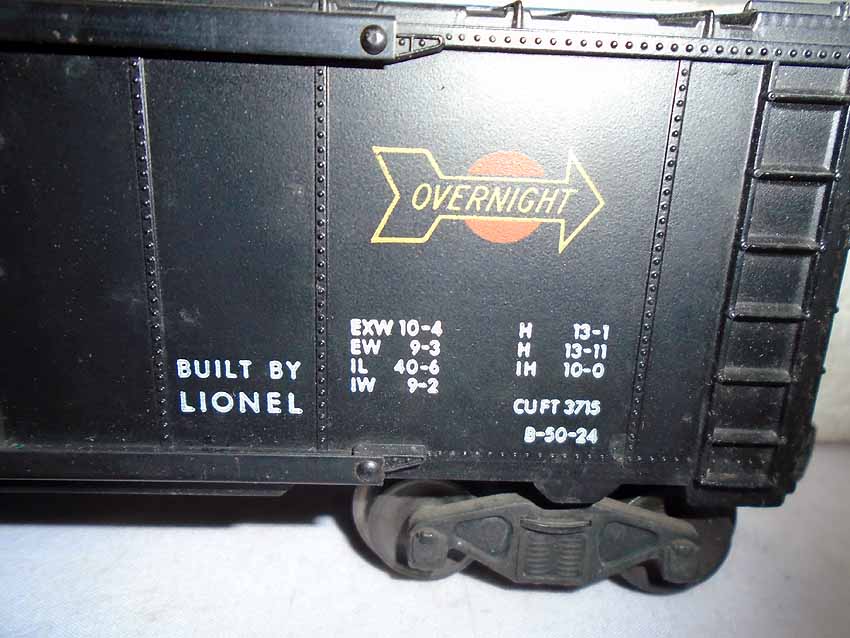 OVERNIGHT
EXW 10-4 H 13-1
EW 9-3 H 13-11
IL 40-6 IH 10-0
IW 9-2
CU FT 3715
B-50-24
BUILT BY
LIONEL